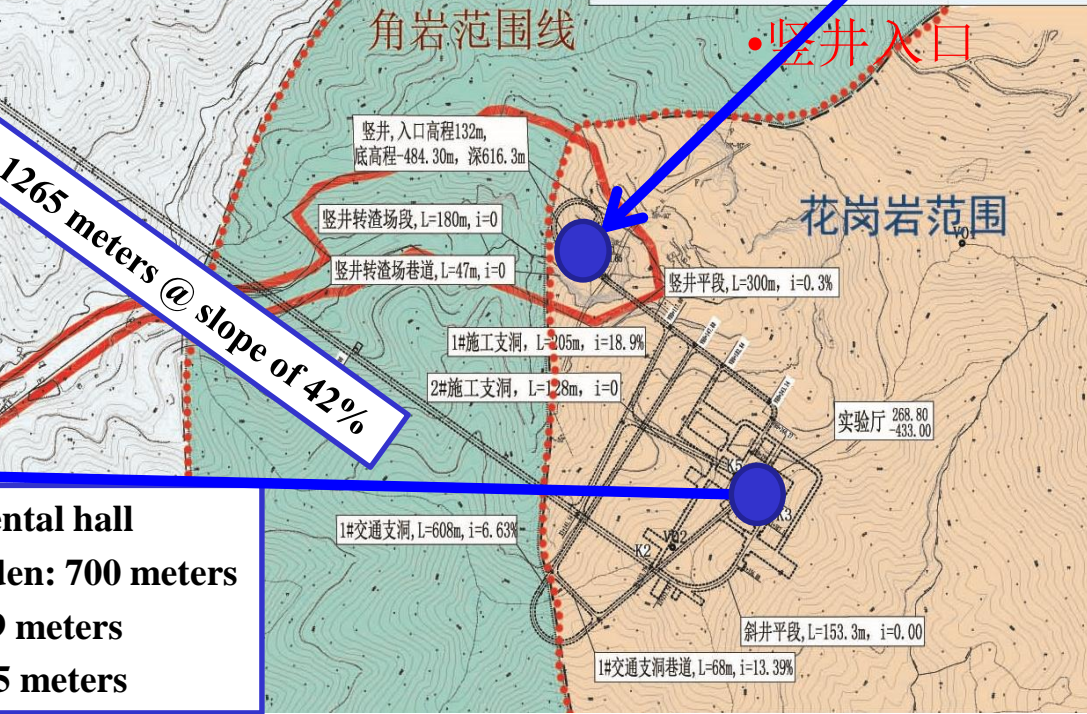 角岩范围线
•竖井入口
竖井,入口高程132m,
底高程-484.30m，深616.3m
花岗岩范围
竖井转渣场段,L=180m,i=0
竖井转渣场巷道,L=47m,i=0
竖井平段,L=300m，i=0.3%
1265 meters @ slope of 42%
1#施工支洞，L=205m，i=18.9%
2#施工支洞，L=128m，i=0
实验厅 268.80
-433.00
K5
K3
ental hall
1#交通支洞,L=608m,i=6.63%
K2
len: 700 meters
meters
斜井平段,L=153.3m，i=0.00
1#交通支洞巷道,L=68m,i=13.39%
5 meters